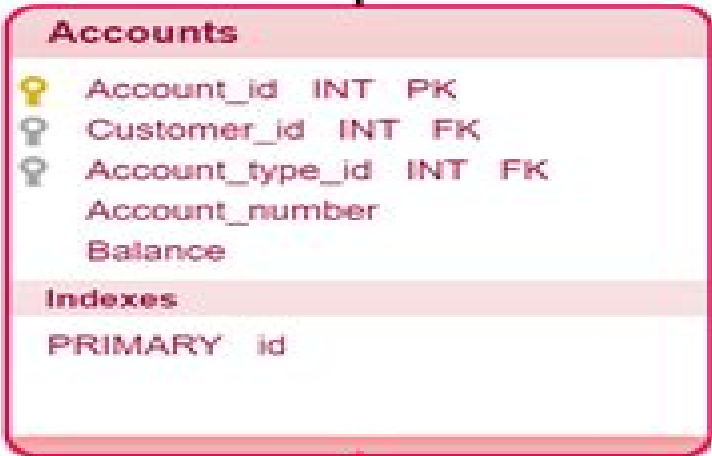 Accounts
Account_id INT PK
Customer_id INT FK
Account_type_id INT FK
Account_number
Balance
Indexes
PRIMARY id